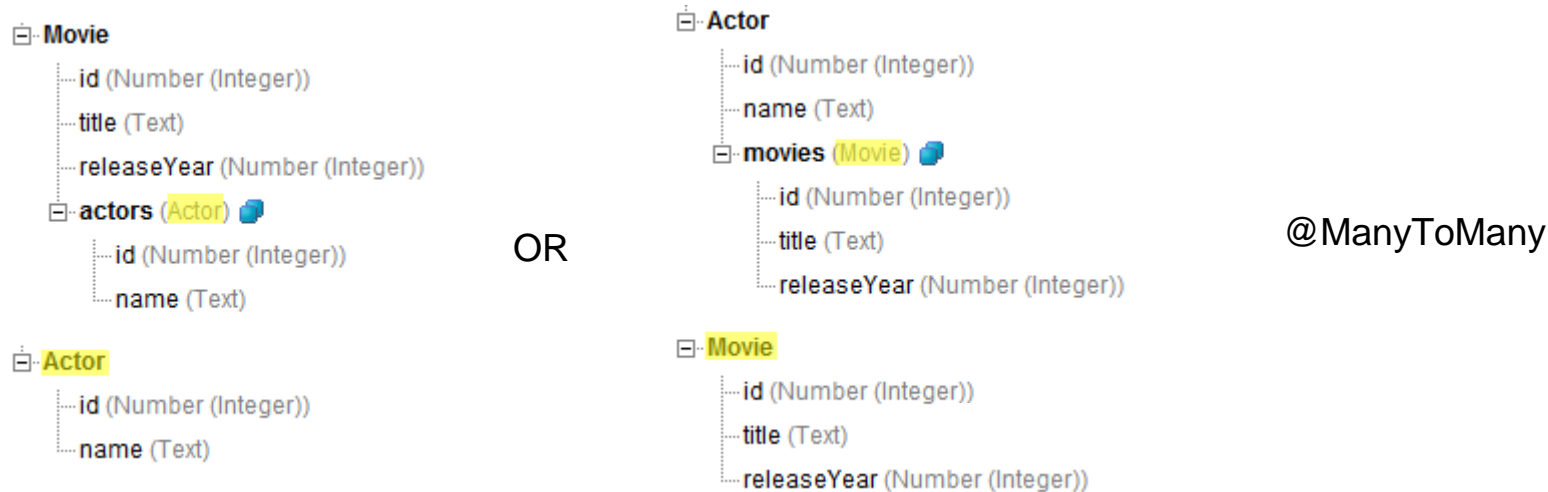 Movie
id (Number (Integer))
title (Text)
releaseYear (Number (Integer))
actors (Actor)
id (Number (Integer))
name (Text)
Actor
id (Number (Integer))
name (Text)
OR
Actor
id (Number (Integer))
name (Text)
movies (Movie)
id (Number (Integer))
title (Text)
releaseYear (Number (Integer))
Movie
id (Number (Integer))
title (Text)
releaseYear (Number (Integer))
@ManyToMany